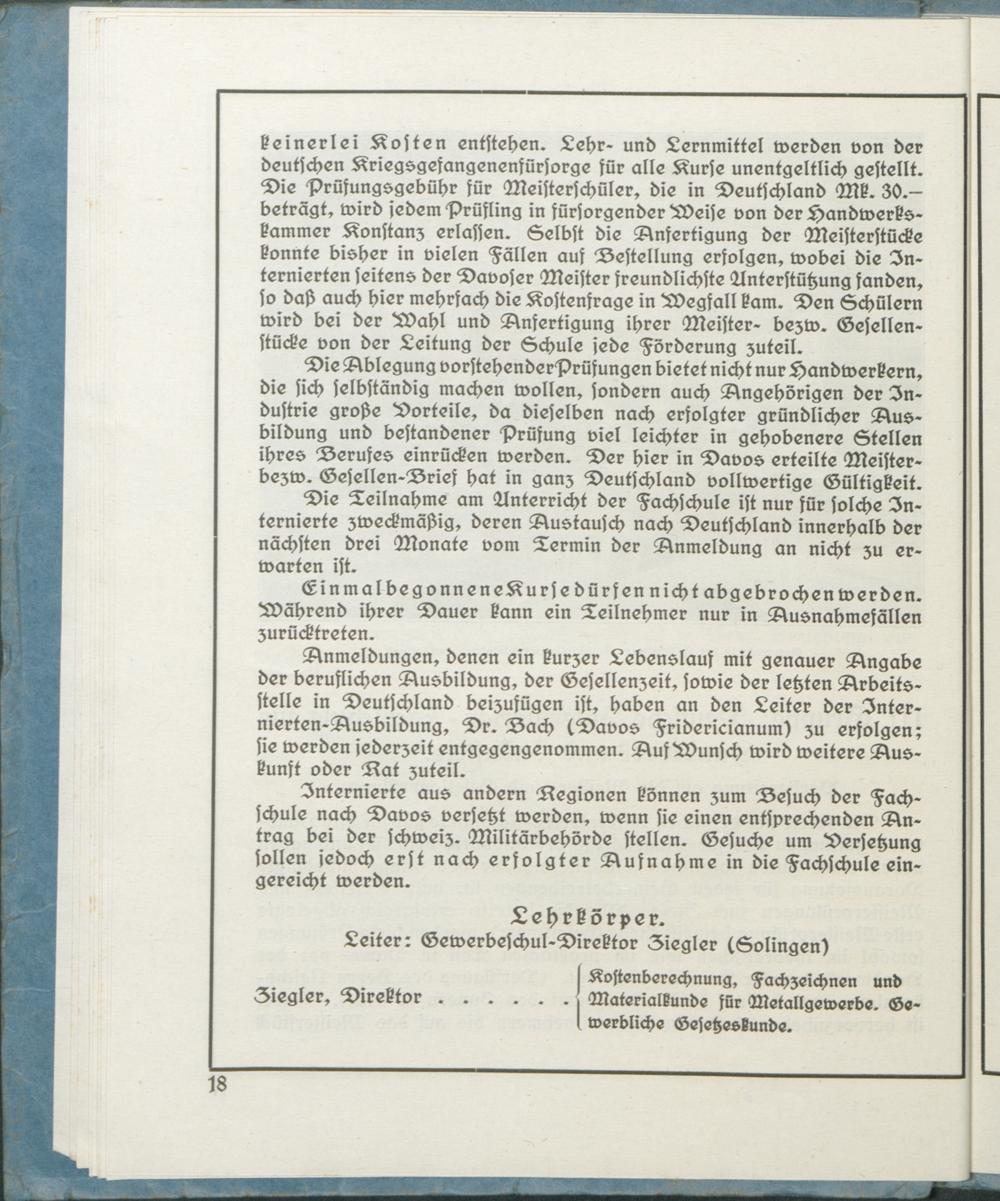 keinerlei Kosten entstehen. Lehr- und Lernmittel werden von der
deutschen Kriegsgefangenenfürsorge für alle Kurse unentgeltlich gestellt.
Die Prüfungsgebühr für Meisterschüler, die in Deutschland Mk. 30.—
beträgt, wird jedem Prüfling in fürsorgender Weise von der Handwerks-
kammer Konstanz erlassen. Selbst die Anfertigung der Meisterstücke
konnte bisher in vielen Fällen auf Bestellung erfolgen, wobei die In-
ternierten seitens der Davoser Meister freundlichste Unterstützung fanden,
so daß auch hier mehrfach die Kostenfrage in Wegfall kam. Den Schülern
wird bei der Wahl und Anfertigung ihrer Meister- bezw. Gesellen-
stücke von der Leitung der Schule jede Förderung zuteil.
Die Ablegung vorstehender Prüfungen bietet nicht nur Handwerkern,
die sich selbständig machen wollen, sondern auch Angehörigen der In-
dustrie große Vorteile, da dieselben nach erfolgter gründlicher Aus-
bildung und bestandener Prüfung viel leichter in gehobenere Stellen
ihres Berufes einrücken werden. Der hier in Davos erteilte Meister-
bezw. Gesellen-Brief hat in ganz Deutschland vollwertige Gültigkeit.
Die Teilnahme am Unterricht der Fachschule ist nur für solche In-
ternierte zweckmäßig, deren Austausch nach Deutschland innerhalb der
nächsten drei Monate vom Termin der Anmeldung an nicht zu er-
warten ist.
Einmal begonnene Kurse dürfen nicht abgebrochen werden.
Während ihrer Dauer kann ein Teilnehmer nur in Ausnahmefällen
zurücktreten.
Anmeldungen, denen ein kurzer Lebenslauf mit genauer Angabe
der beruflichen Ausbildung, der Gesellenzeit, sowie der letzten Arbeits-
stelle in Deutschland beizufügen ist, haben an den Leiter der Inter-
nierten-Ausbildung, Dr. Bach (Davos Fridericianum) zu erfolgen;
sie werden jederzeit entgegengenommen. Auf Wunsch wird weitere Aus-
kunft oder Rat zuteil.
Internierte aus andern Regionen können zum Besuch der Fach-
schule nach Davos versetzt werden, wenn sie einen entsprechenden An-
trag bei der schweiz. Militärbehörde stellen. Gesuche um Versetzung
sollen jedoch erst nach erfolgter Aufnahme in die Fachschule ein-
gereicht werden.
Lehrkörper.
Leiter: Gewerbeschul-Direktor Ziegler (Solingen)
Ziegler, Direktor . . . . . . Kostenberechnung, Fachzeichnen und
Materialkunde für Metallgewerbe. Ge-
werbliche Gesetzeskunde.
18